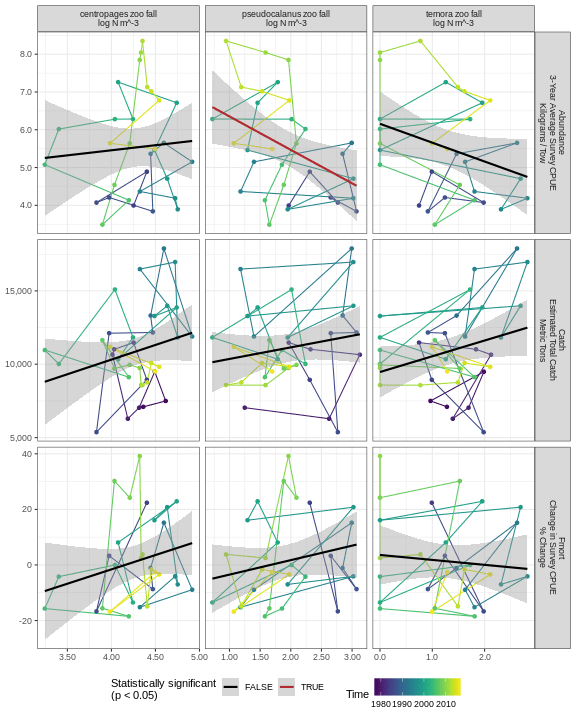 centropages zoo fall
log N m^-3
pseudocalanus zoo fall
log N m^-3
temora zoo fall
log N m^-3
8.0
7.0
6.0
5.0
4.0
Abundance
3-Year Average Survey CPUE
Kilograms / Tow
15,000
10,000
5,000
Catch
Estimated Total Catch
Metric Tons
40
20
0
-20
Fmort
Change in Survey CPUE
% Change
3.50 4.00 4.50 5.00
1.00 1.50 2.00 2.50 3.00
0.0 1.0 2.0
Statistically significant
(p < 0.05)
FALSE
TRUE
Time
1980 1990 2000 2010